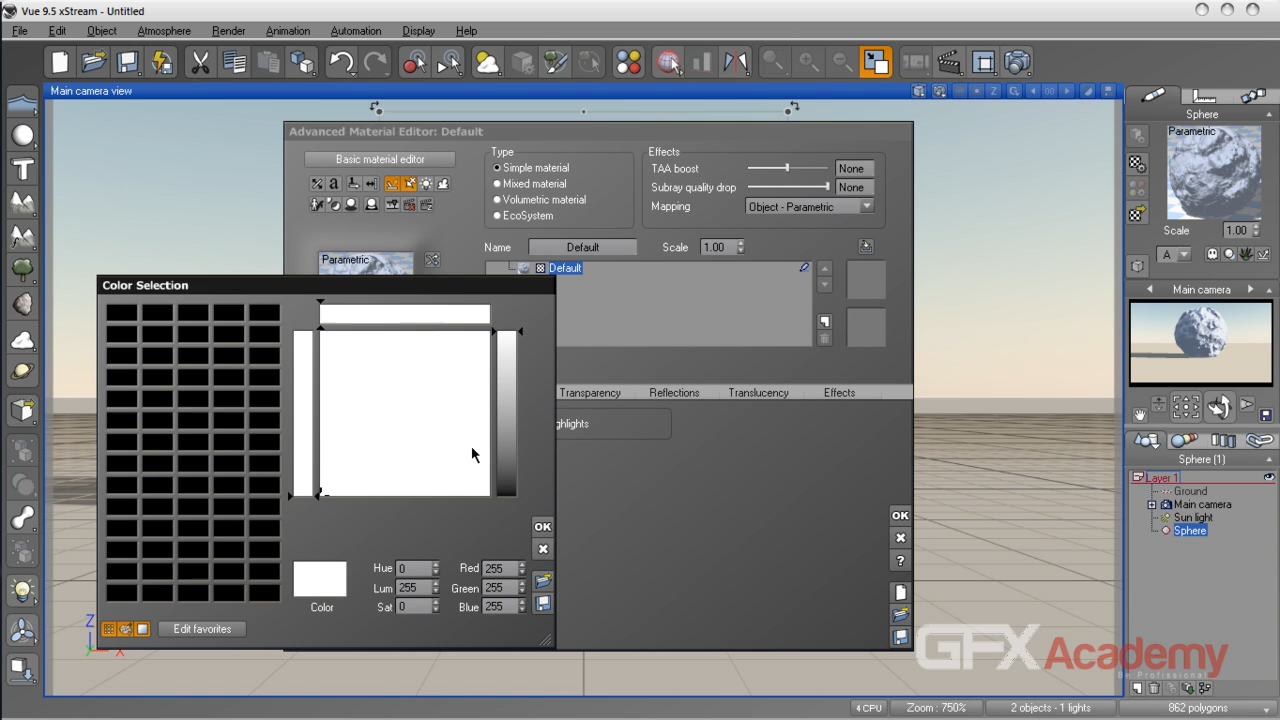 Vue 9.5 xStream - Untitled
File Edit Object Atmosphere Render Animation Automation Display Help
Main camera view
Advanced Material Editor: Default
Basic material editor
Type
Simple material
Mixed material
Volumetric material
EcoSystem
Effects
TAA boost None
Subray quality drop None
Mapping Object - Parametric
Name Default Scale 1.00
Parametric
Default
Transparency Reflections Translucency Effects
ghlights
OK
Color Selection
OK
Hue 0 Red 255
Lum 255 Green 255
Sat 0 Blue 255
Color
Edit favorites
Z
X
Sphere
Parametric
Scale 1.00
A
Main camera
Sphere (1)
Layer 1
Ground
Main camera
Sun light
Sphere
GFX Academy
Be Professional
4 CPU Zoom : 750% 2 objects - 1 lights 862 polygons